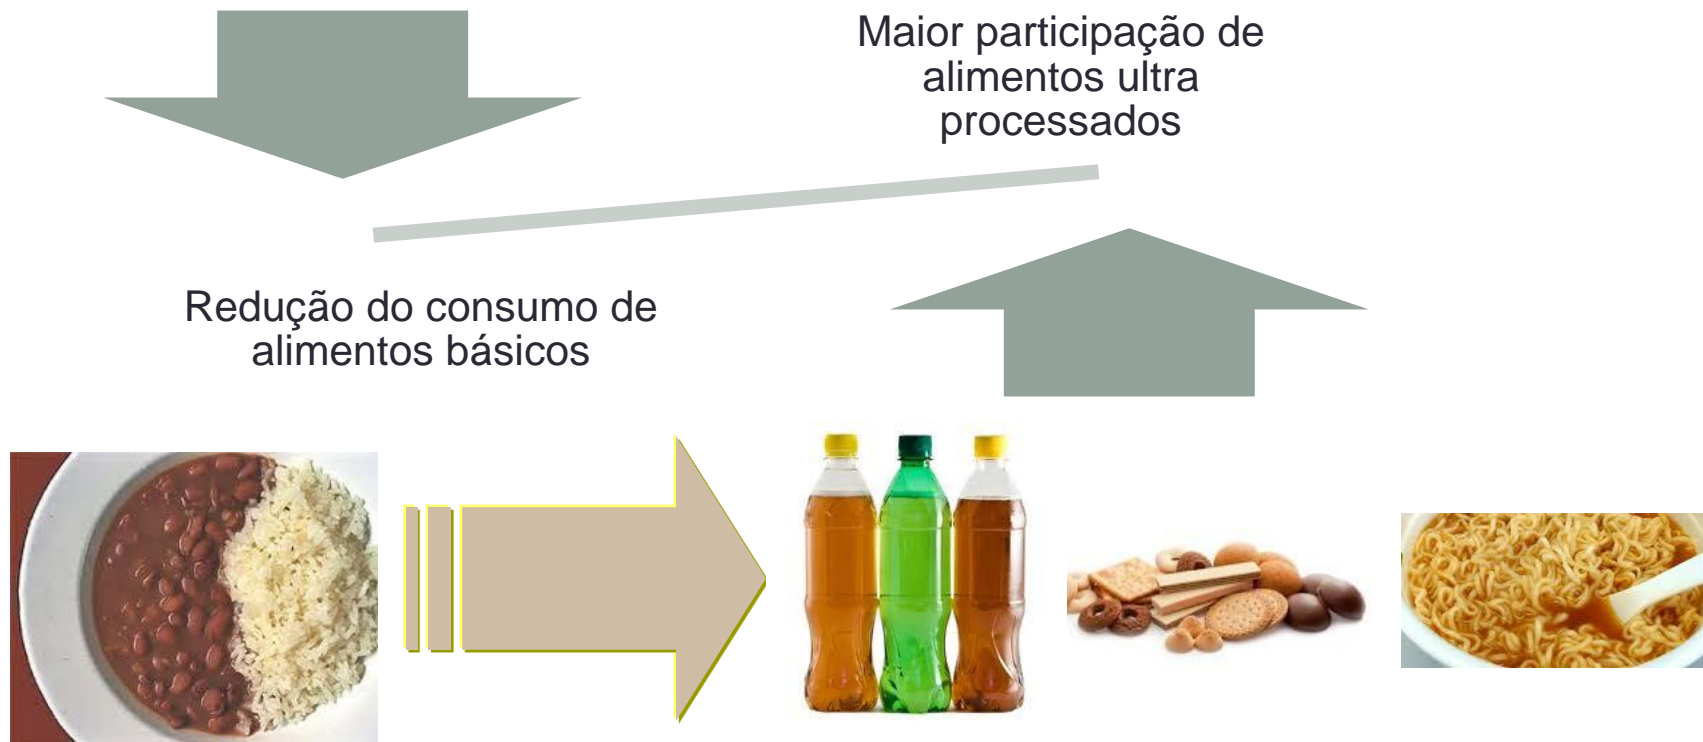 Maior participação de
alimentos ultra
processados
Redução do consumo de
alimentos básicos